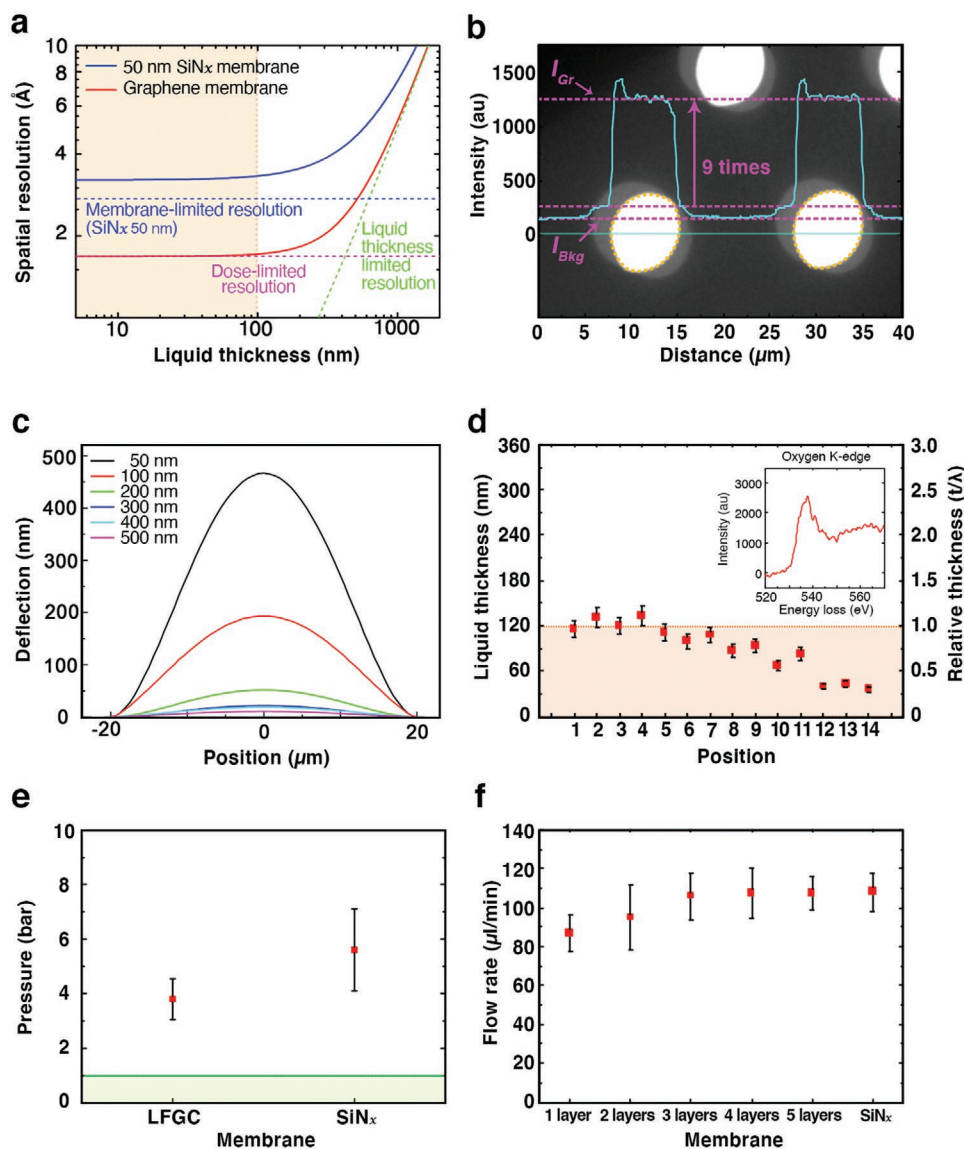 a
10
8
6
4
2
Spatial resolution (Å)
50 nm SiNx membrane
Graphene membrane
Membrane-limited resolution
(SiNx 50 nm)
Dose-limited
resolution
Liquid
thickness
limited
resolution
10
100
1000
Liquid thickness (nm)
b
1500
1000
500
0
Intensity (au)
IGr
9 times
IBkg
0 5 10 15 20 25 30 35 40
Distance (μm)
c
500
400
300
200
100
0
Deflection (nm)
50 nm
100 nm
200 nm
300 nm
400 nm
500 nm
-20 0 20
Position (μm)
d
360
300
240
180
120
60
0
Liquid thickness (nm)
3.0
2.5
2.0
1.5
1.0
0.5
0
Relative thickness (t/λ)
Oxygen K-edge
3000
2000
1000
0
Intensity (au)
520 540 560
Energy loss (eV)
1 2 3 4 5 6 7 8 9 10 11 12 13 14
Position
e
10
8
6
4
2
0
Pressure (bar)
LFGC SiNx
Membrane
f
140
120
100
80
60
40
20
0
Flow rate (μl/min)
1 layer 2 layers 3 layers 4 layers 5 layers SiNx
Membrane